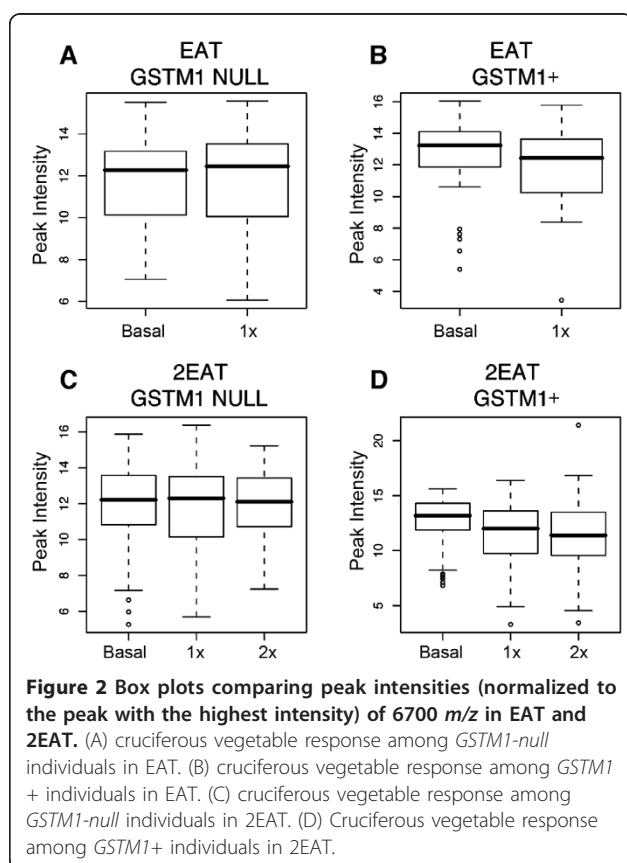 A
EAT
GSTM1 NULL
Peak Intensity
14
12
10
8
6
Basal
1x
B
EAT
GSTM1+
Peak Intensity
16
14
12
10
8
6
4
Basal
1x
C
2EAT
GSTM1 NULL
Peak Intensity
16
14
12
10
8
6
Basal
1x
2x
D
2EAT
GSTM1+
Peak Intensity
20
15
10
5
Basal
1x
2x
Figure 2 Box plots comparing peak intensities (normalized to
the peak with the highest intensity) of 6700 m/z in EAT and
2EAT. (A) cruciferous vegetable response among GSTM1-null
individuals in EAT. (B) cruciferous vegetable response among GSTM1
+ individuals in EAT. (C) cruciferous vegetable response among
GSTM1-null individuals in 2EAT. (D) Cruciferous vegetable response
among GSTM1+ individuals in 2EAT.